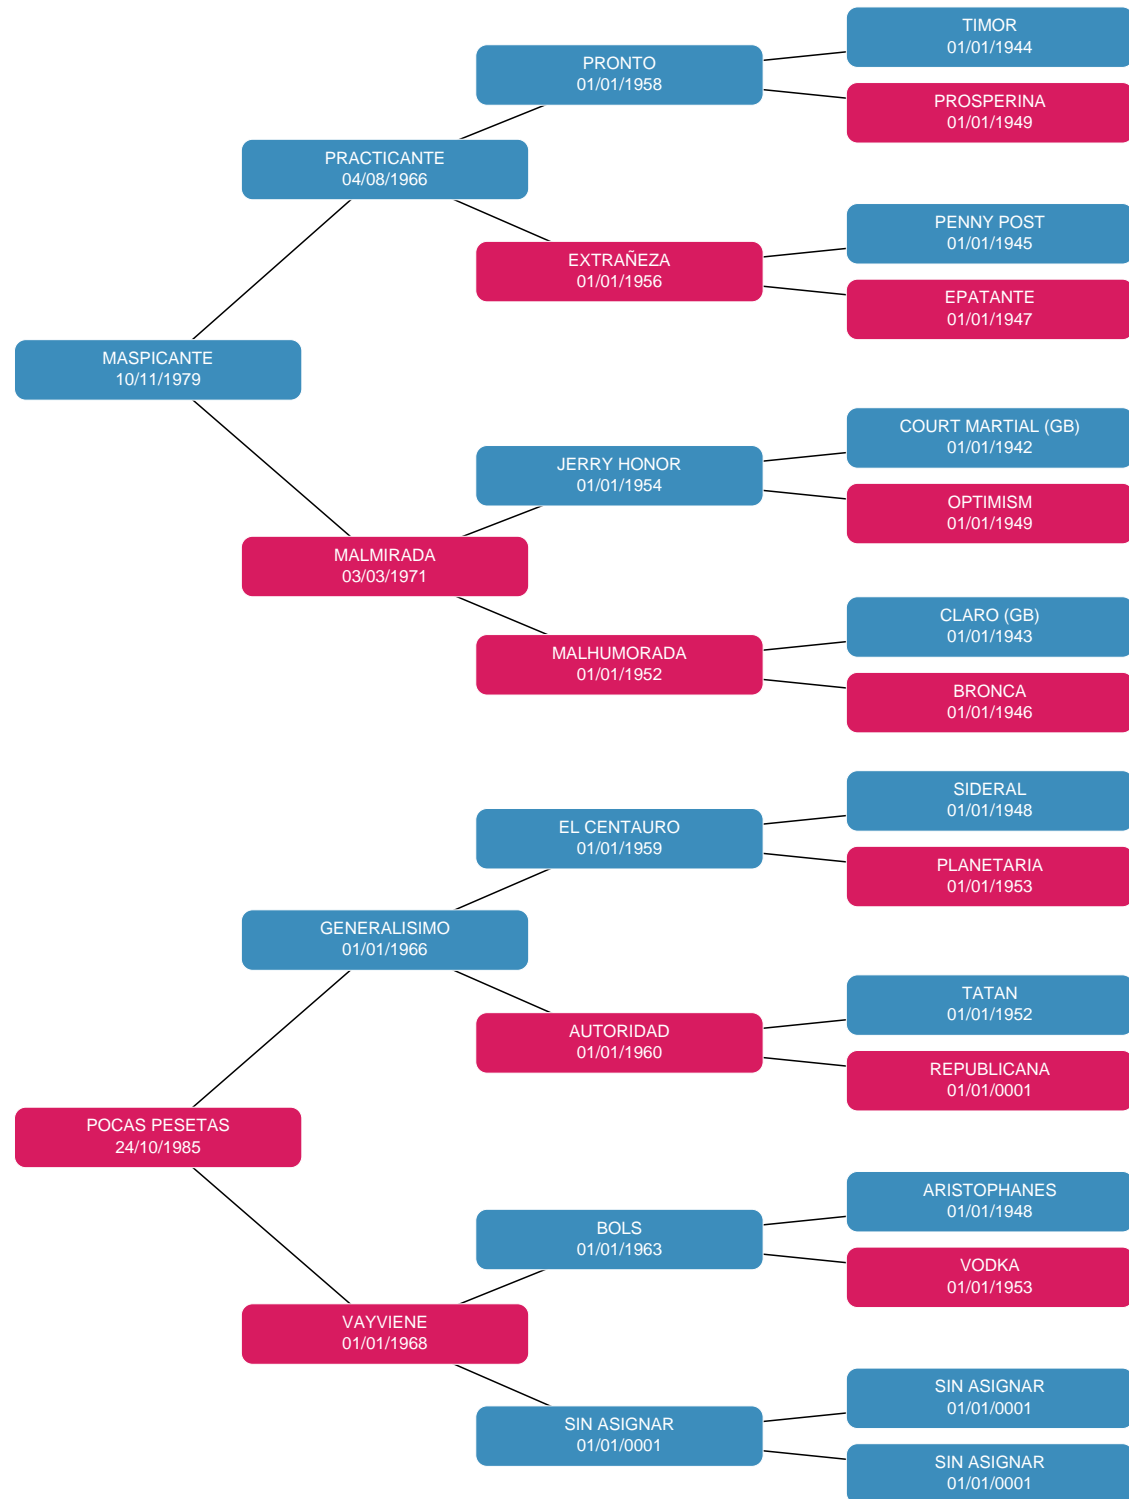 TIMOR
01/01/1944
PRONTO
01/01/1958
PROSPERINA
01/01/1949
PRACTICANTE
04/08/1966
PENNY POST
01/01/1945
EXTRAÑEZA
01/01/1956
EPATANTE
01/01/1947
MASPICANTE
10/11/1979
COURT MARTIAL (GB)
01/01/1942
JERRY HONOR
01/01/1954
OPTIMISM
01/01/1949
MALMIRADA
03/03/1971
CLARO (GB)
01/01/1943
MALHUMORADA
01/01/1952
BRONCA
01/01/1946
SIDERAL
01/01/1948
EL CENTAURO
01/01/1959
PLANETARIA
01/01/1953
GENERALISIMO
01/01/1966
TATAN
01/01/1952
AUTORIDAD
01/01/1960
REPUBLICANA
01/01/0001
POCAS PESETAS
24/10/1985
ARISTOPHANES
01/01/1948
BOLS
01/01/1963
VODKA
01/01/1953
VAYVIENE
01/01/1968
SIN ASIGNAR
01/01/0001
SIN ASIGNAR
01/01/0001
SIN ASIGNAR
01/01/0001